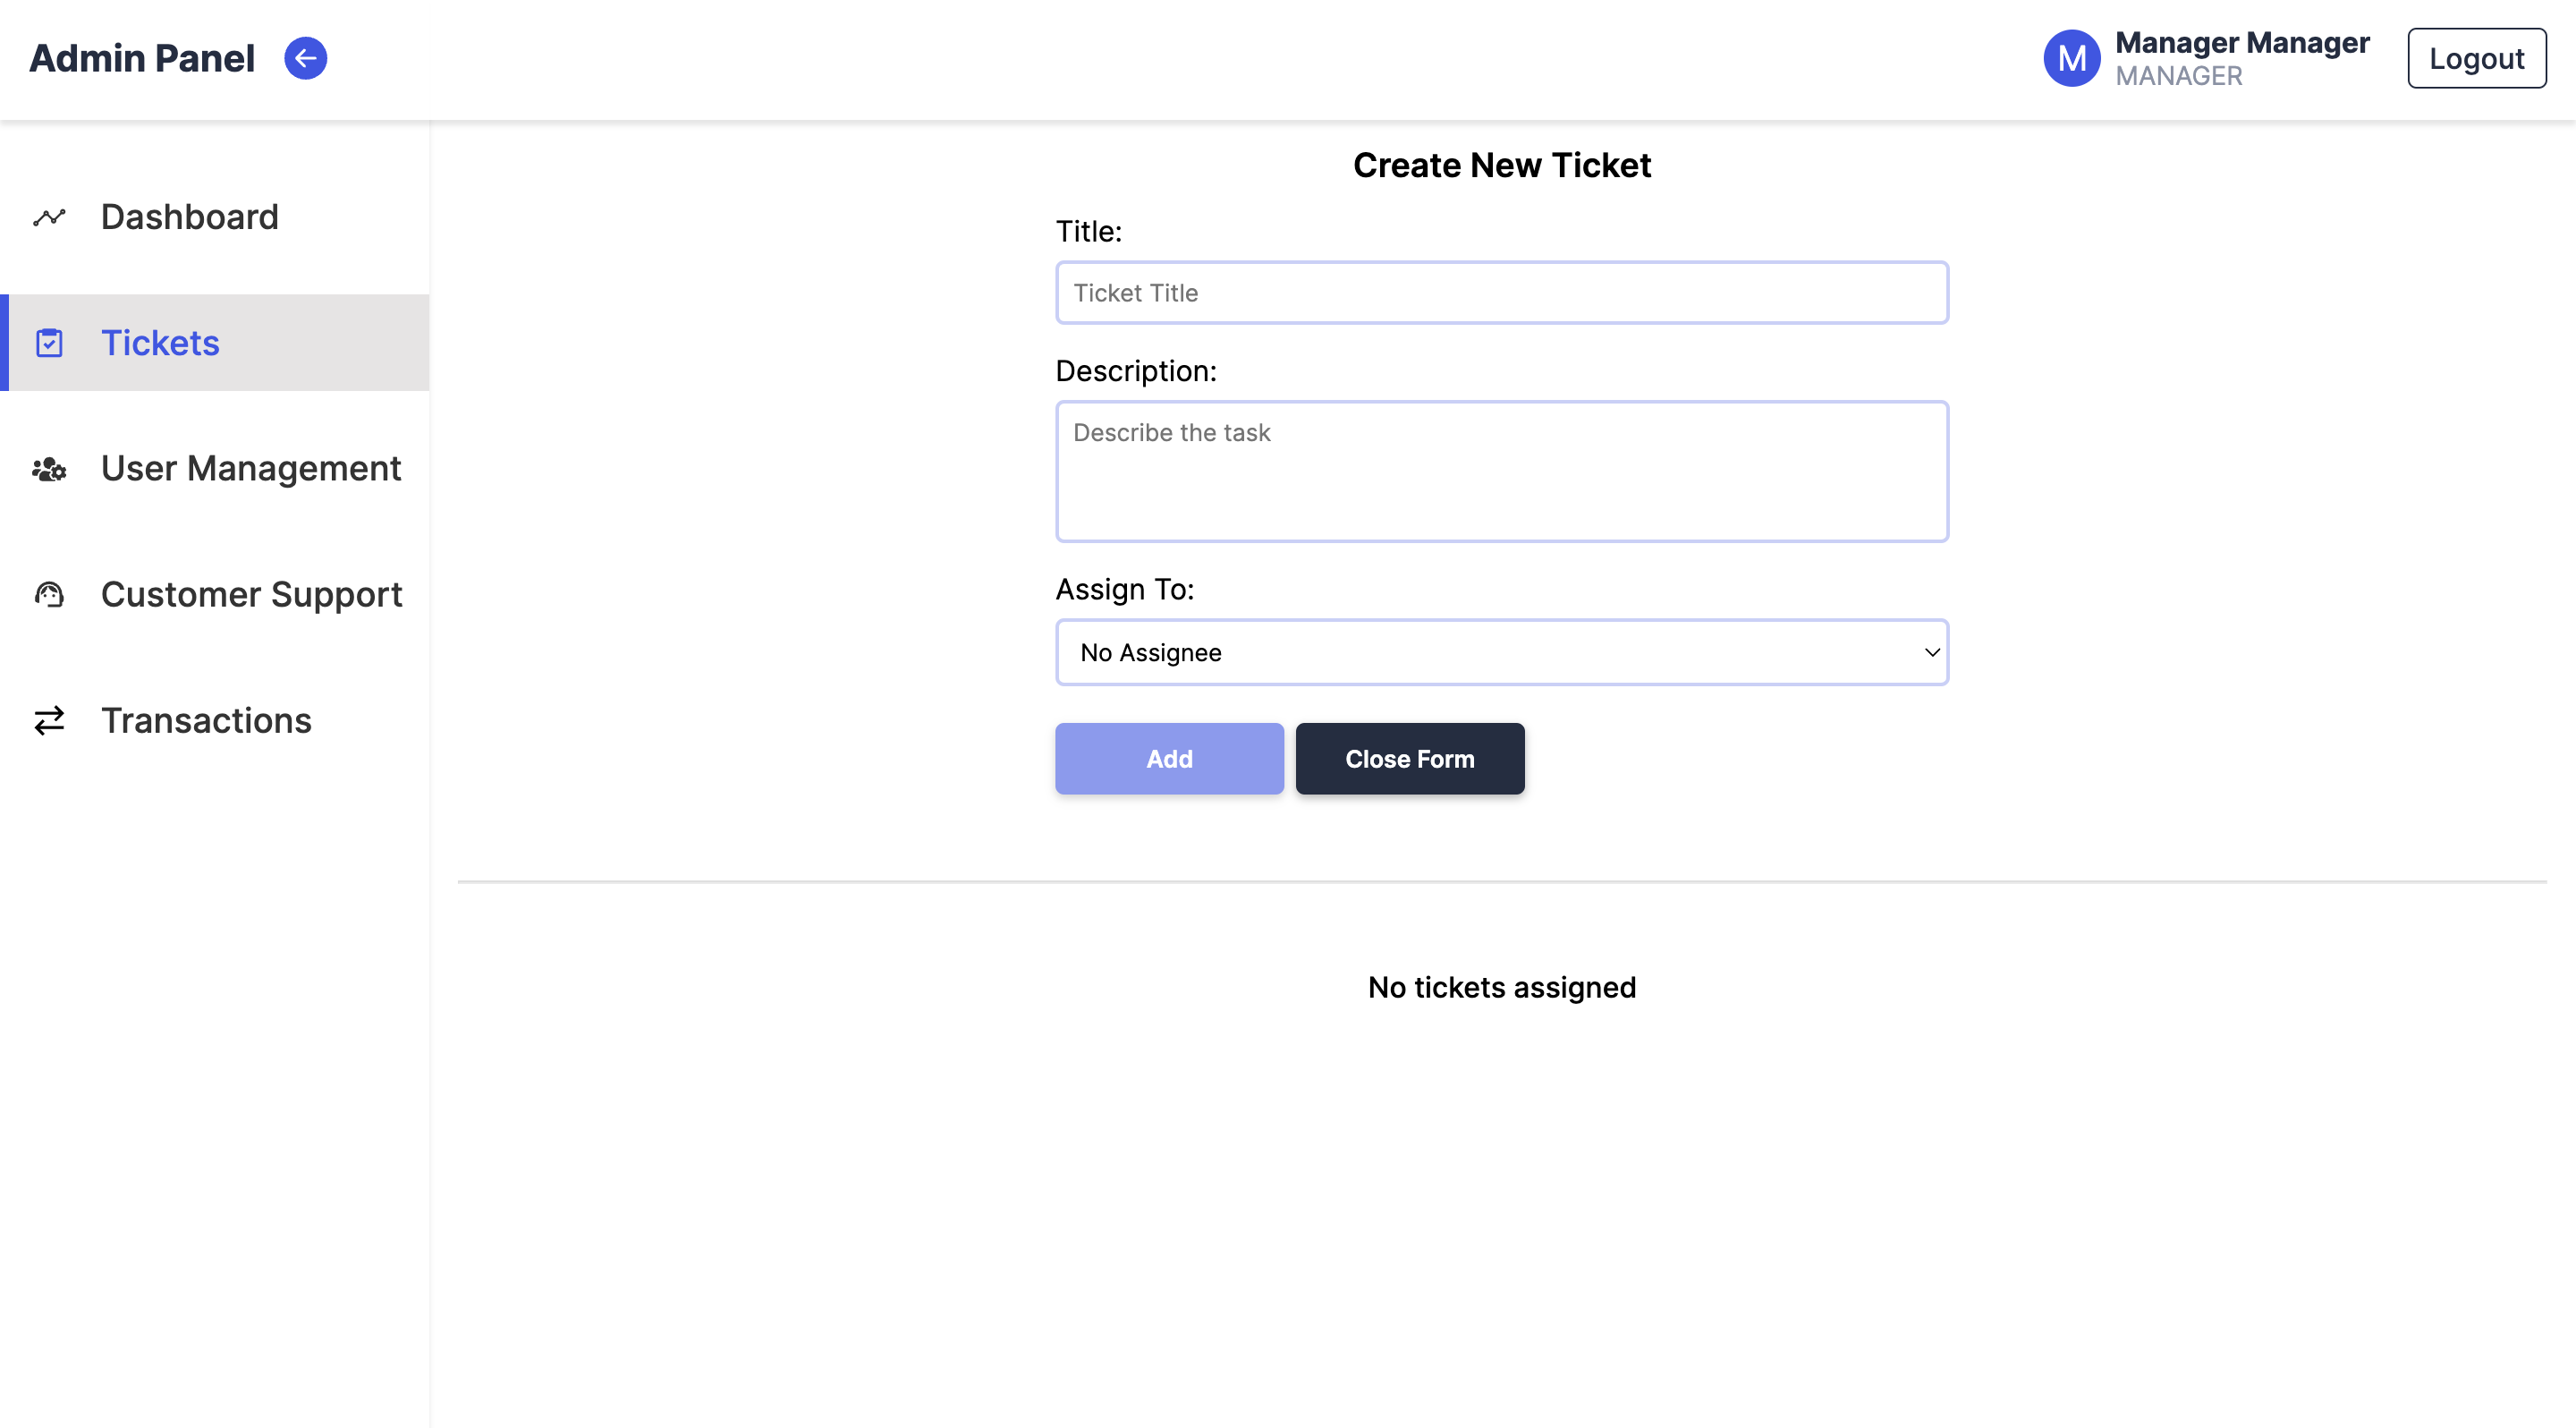 Admin Panel
M
Manager Manager
MANAGER
Logout
Dashboard
Tickets
User Management
Customer Support
Transactions
Create New Ticket
Title:
Ticket Title
Description:
Describe the task
Assign To:
No Assignee
Add
Close Form
No tickets assigned